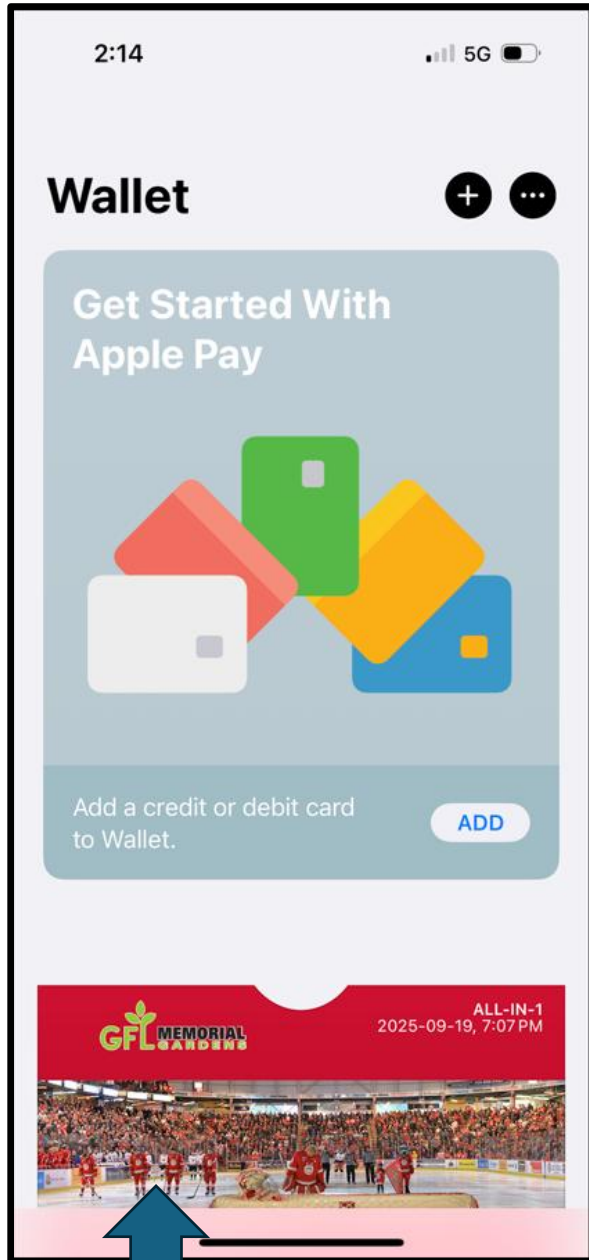 2:14
5G
Wallet
Get Started With
Apple Pay
Add a credit or debit card
to Wallet.
ADD
GFL MEMORIAL
GARDENS
ALL-IN-1
2025-09-19, 7:07 PM